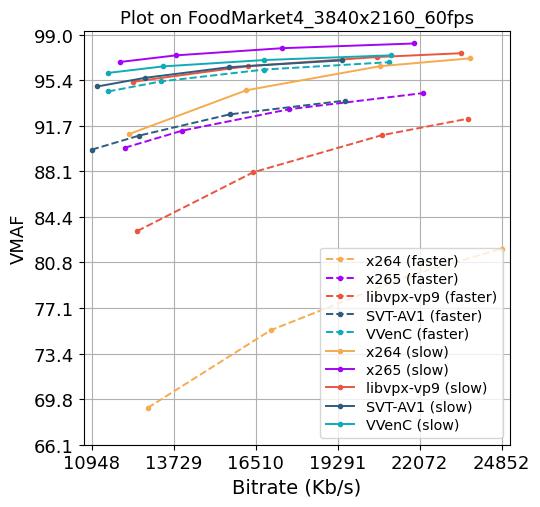 Plot on FoodMarket4_3840x2160_60fps
99.0
95.4
91.7
88.1
84.4
80.8
77.1
73.4
69.8
66.1
VMAF
x264 (faster)
x265 (faster)
libvpx-vp9 (faster)
SVT-AV1 (faster)
VVenC (faster)
x264 (slow)
x265 (slow)
libvpx-vp9 (slow)
SVT-AV1 (slow)
VVenC (slow)
10948 13729 16510 19291 22072 24852
Bitrate (Kb/s)